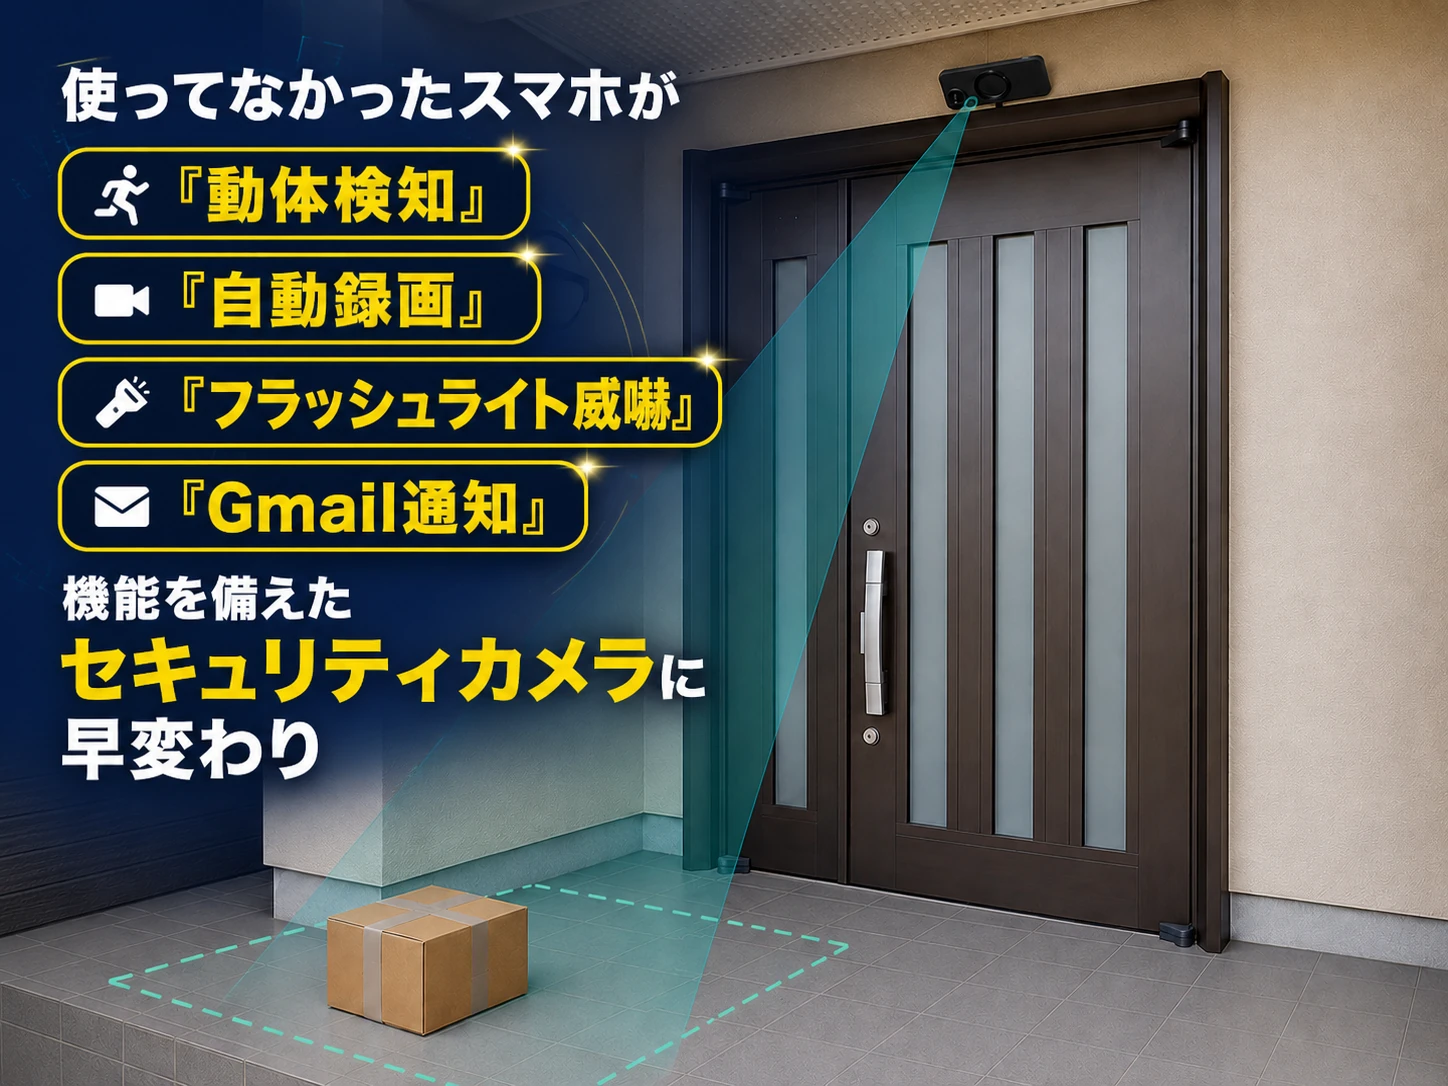 使ってなかったスマホが
『動体検知』
『自動録画』
『フラッシュライト威嚇』
『Gmail通知』
機能を備えた
セキュリティカメラに
早変わり